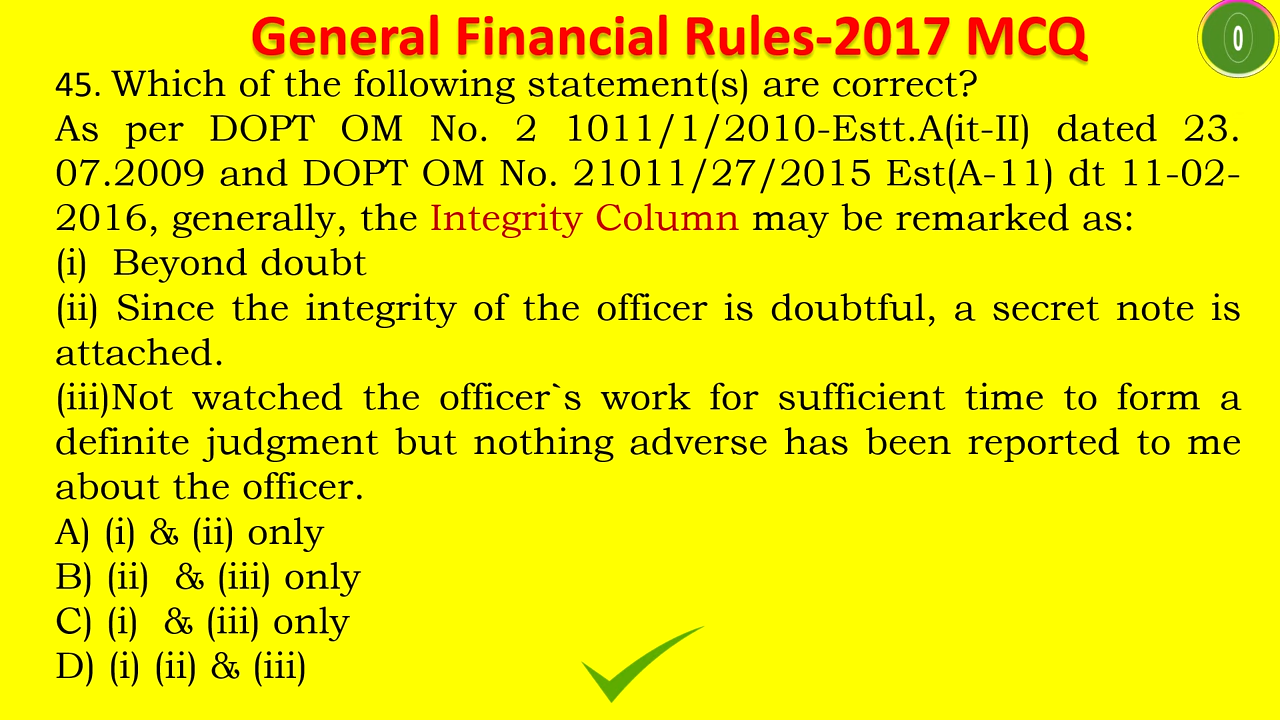 General Financial Rules-2017 MCQ
0
45. Which of the following statement(s) are correct?
As per DOPT OM No. 2 1011/1/2010-Estt.A(it-II) dated 23.
07.2009 and DOPT OM No. 21011/27/2015 Est(A-11) dt 11-02-
2016, generally, the Integrity Column may be remarked as:
(i) Beyond doubt
(ii) Since the integrity of the officer is doubtful, a secret note is
attached.
(iii)Not watched the officer`s work for sufficient time to form a
definite judgment but nothing adverse has been reported to me
about the officer.
A) (i) & (ii) only
B) (ii) & (iii) only
C) (i) & (iii) only
D) (i) (ii) & (iii)